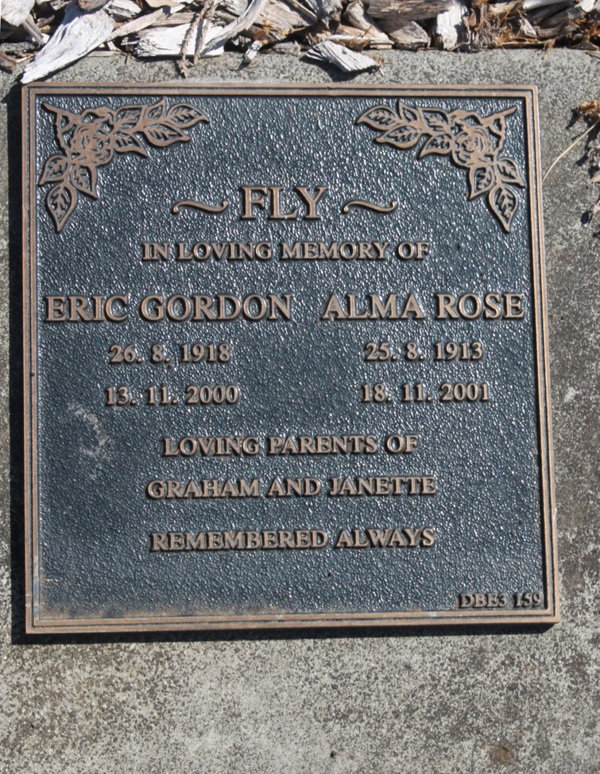 ~ FLY ~
IN LOVING MEMORY OF
ERIC GORDON ALMA ROSE
26. 8. 1918 25. 8. 1913
13. 11. 2000 18. 11. 2001
LOVING PARENTS OF
GRAHAM AND JANETTE
REMEMBERED ALWAYS
DBE3 159